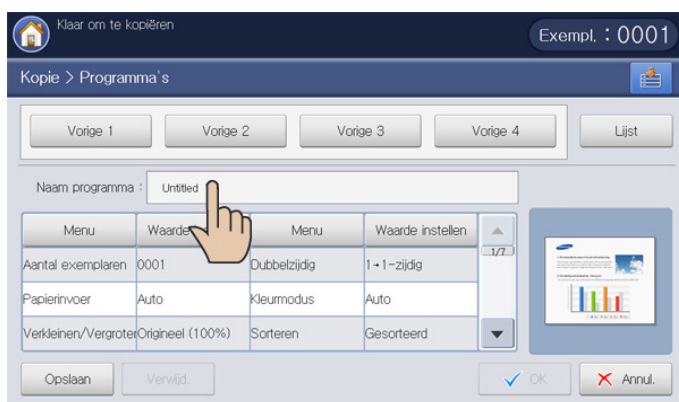 Klaar om te kopiëren
Exempl. : 0001
Kopie > Programma's
Vorige 1 Vorige 2 Vorige 3 Vorige 4 Lijst
Naam programma : Untitled
Menu Waarde Menu Waarde instellen
1/7
Aantal exemplaren 0001 Dubbelzijdig 1→1-zijdig
Papierinvoer Auto Kleurmodus Auto
Verkleinen/Vergroter Origineel (100%) Sorteren Gesorteerd
Opslaan Verwijd. OK Annul.